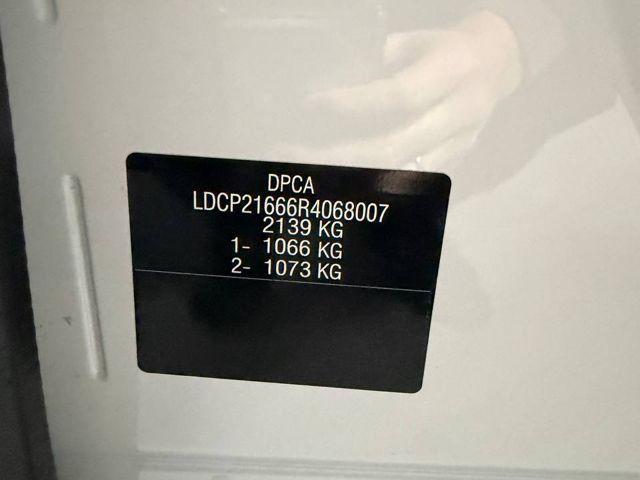 DPCA
LDCP21666R4068007
2139 KG
1- 1066 KG
2- 1073 KG